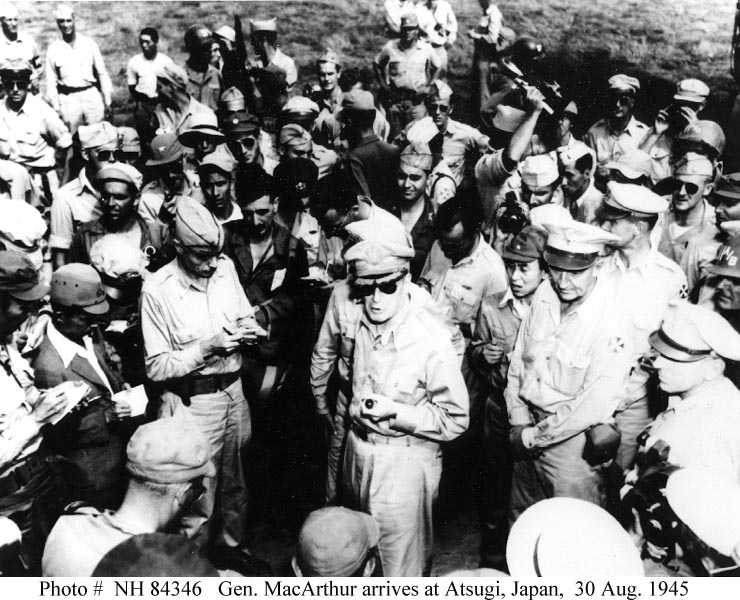 Photo # NH 84346 Gen. MacArthur arrives at Atsugi, Japan, 30 Aug. 1945